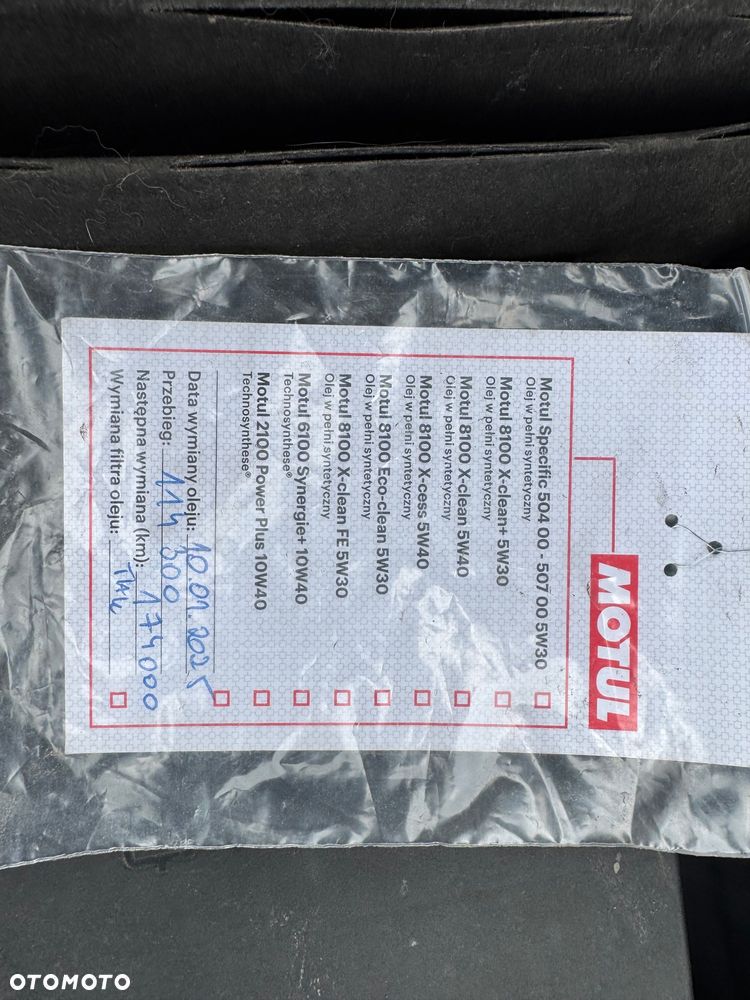 MOTUL
Motul Specific 504 00 - 507 00 5W30
Olej w pełni syntetyczny
Motul 8100 X-clean+ 5W30
Olej w pełni syntetyczny
Motul 8100 X-clean 5W40
Olej w pełni syntetyczny
Motul 8100 X-cess 5W40
Olej w pełni syntetyczny
Motul 8100 Eco-clean 5W30
Olej w pełni syntetyczny
Motul 8100 X-clean FE 5W30
Olej w pełni syntetyczny
Motul 6100 Synergie+ 10W40
Technosynthese®
Motul 2100 Power Plus 10W40
Technosynthese®
Data wymiany oleju: 10.01.2025
Przebieg: 114 300
Następna wymiana (km): 174000
Wymiana filtra oleju: TAK
OTOMOTO